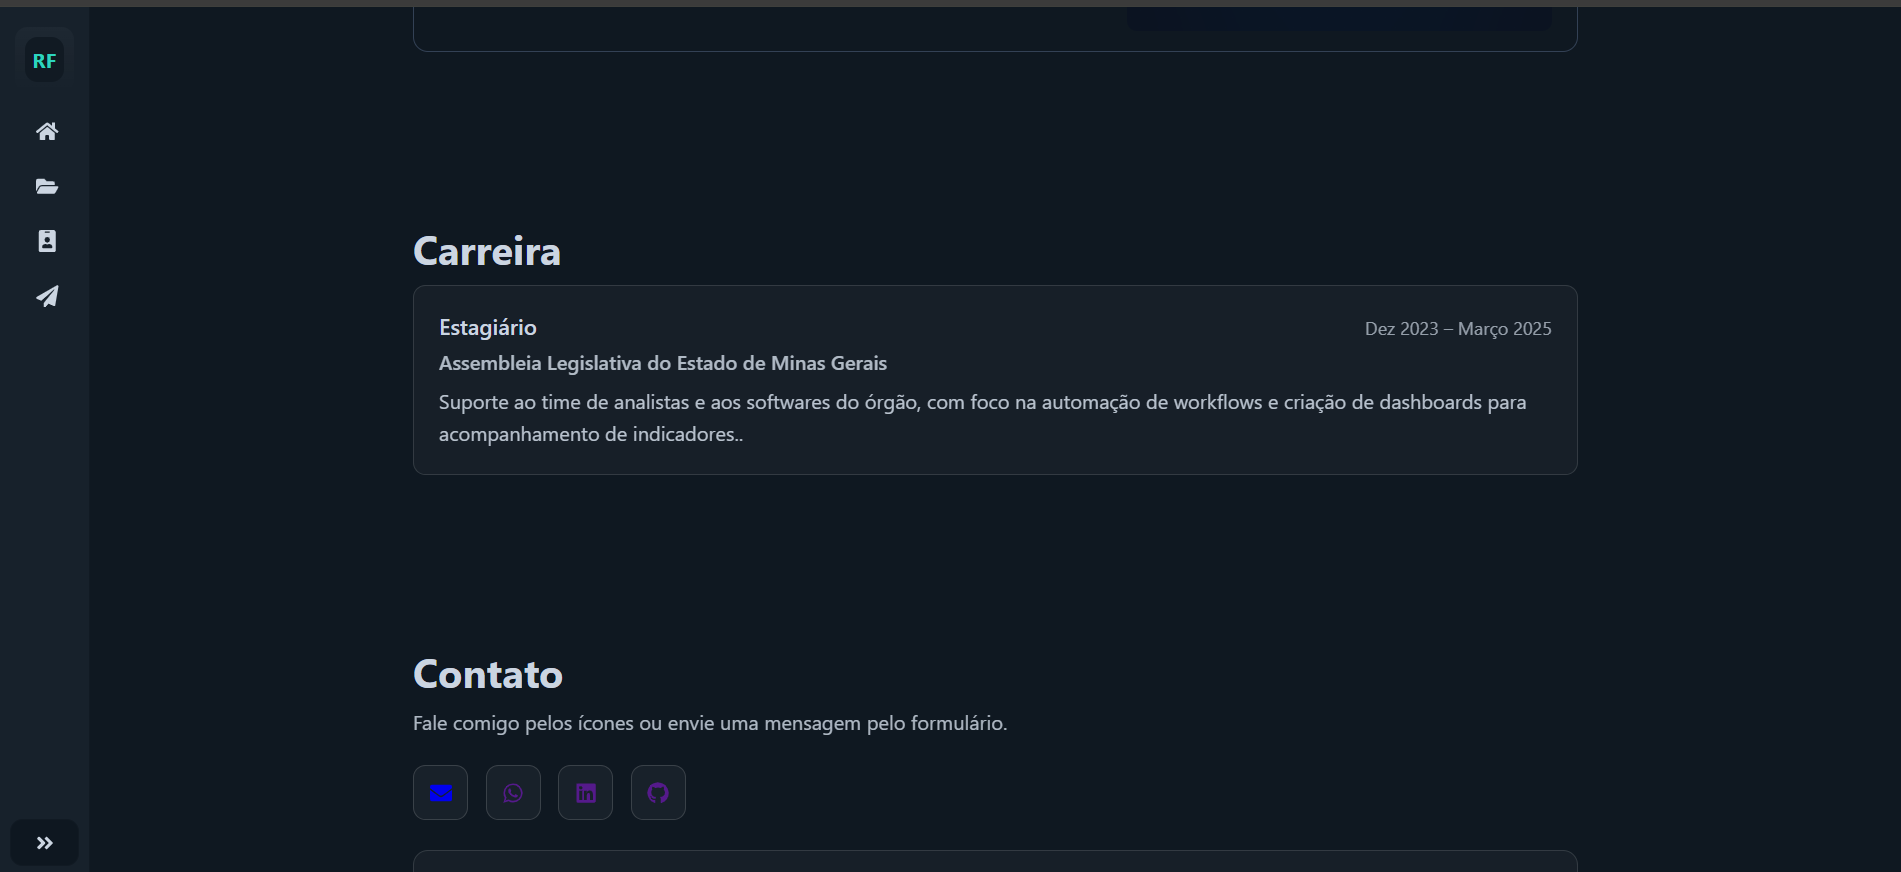 RF
Carreira
Estagiário
Dez 2023 – Março 2025
Assembleia Legislativa do Estado de Minas Gerais
Suporte ao time de analistas e aos softwares do órgão, com foco na automação de workflows e criação de dashboards para
acompanhamento de indicadores..
Contato
Fale comigo pelos ícones ou envie uma mensagem pelo formulário.